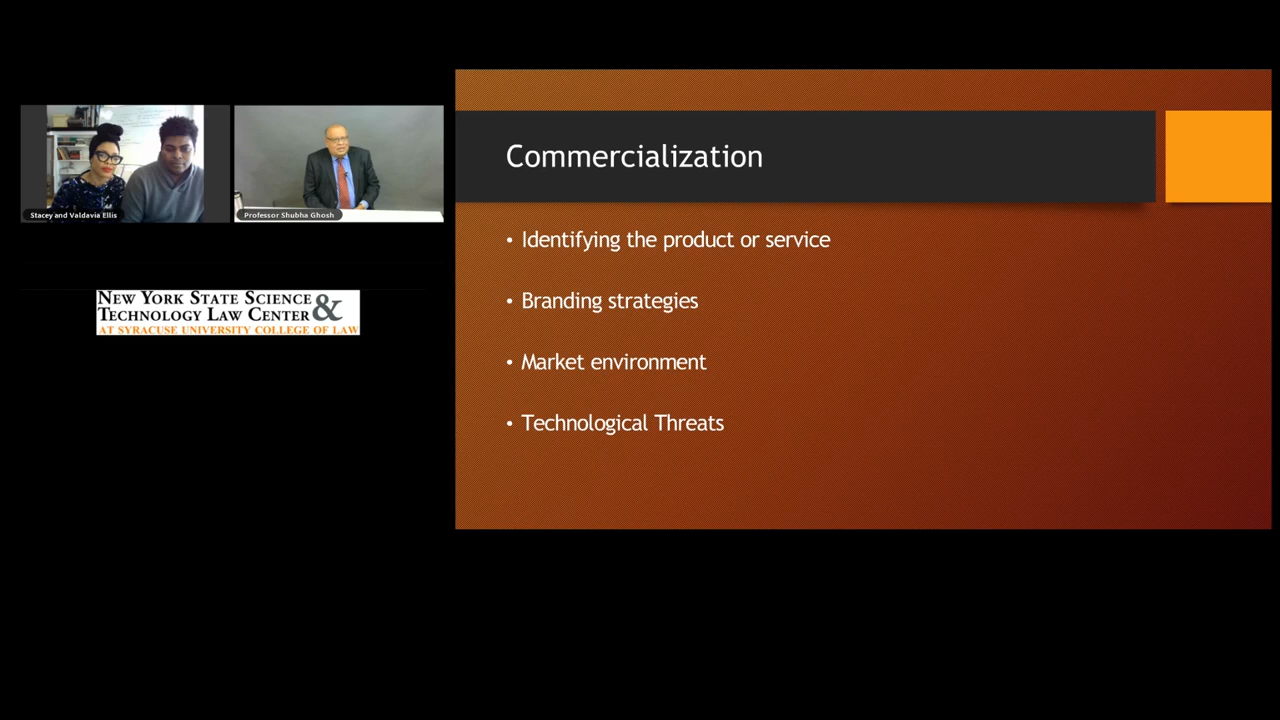 Stacey and Valdavia Ellis
Professor Shubha Ghosh
NEW YORK STATE SCIENCE &
TECHNOLOGY LAW CENTER
AT SYRACUSE UNIVERSITY COLLEGE OF LAW
Commercialization
• Identifying the product or service
• Branding strategies
• Market environment
• Technological Threats